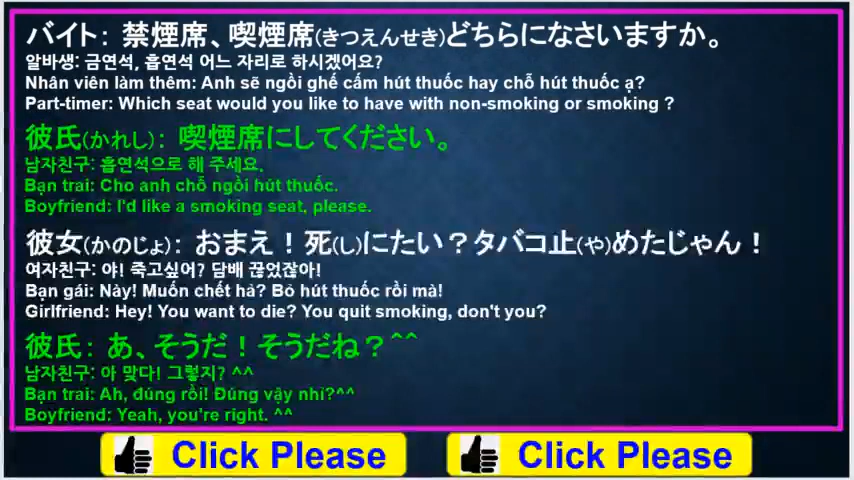 バイト: 禁煙席、喫煙席(きつえんせき)どちらになさいますか。
알바생: 금연석, 흡연석 어느 자리로 하시겠어요?
Nhân viên làm thêm: Anh sẽ ngồi ghế cấm hút thuốc hay chỗ hút thuốc ạ?
Part-timer: Which seat would you like to have with non-smoking or smoking ?
彼氏(かれし): 喫煙席にしてください。
남자친구: 흡연석으로 해 주세요.
Bạn trai: Cho anh chỗ ngồi hút thuốc.
Boyfriend: I'd like a smoking seat, please.
彼女(かのじょ): おまえ!死(し)にたい?タバコ止(や)めたじゃん!
여자친구: 야! 죽고싶어? 담배 끊었잖아!
Bạn gái: Này! Muốn chết hả? Bỏ hút thuốc rồi mà!
Girlfriend: Hey! You want to die? You quit smoking, don't you?
彼氏: あ、そうだ!そうだね?^^
남자친구: 아 맞다! 그렇지? ^^
Bạn trai: Ah, đúng rồi! Đúng vậy nhỉ?^^
Boyfriend: Yeah, you're right. ^^
Click Please
Click Please